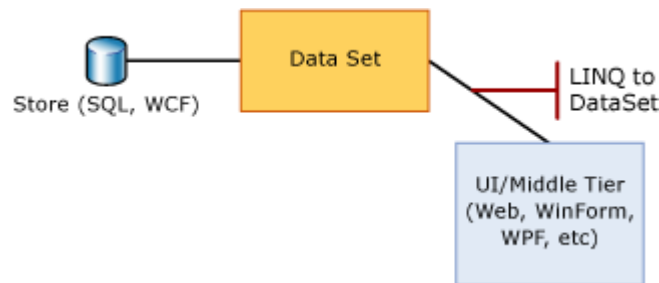 Data Set
Store (SQL, WCF)
LINQ to
DataSet
UI/Middle Tier
(Web, WinForm,
WPF, etc)